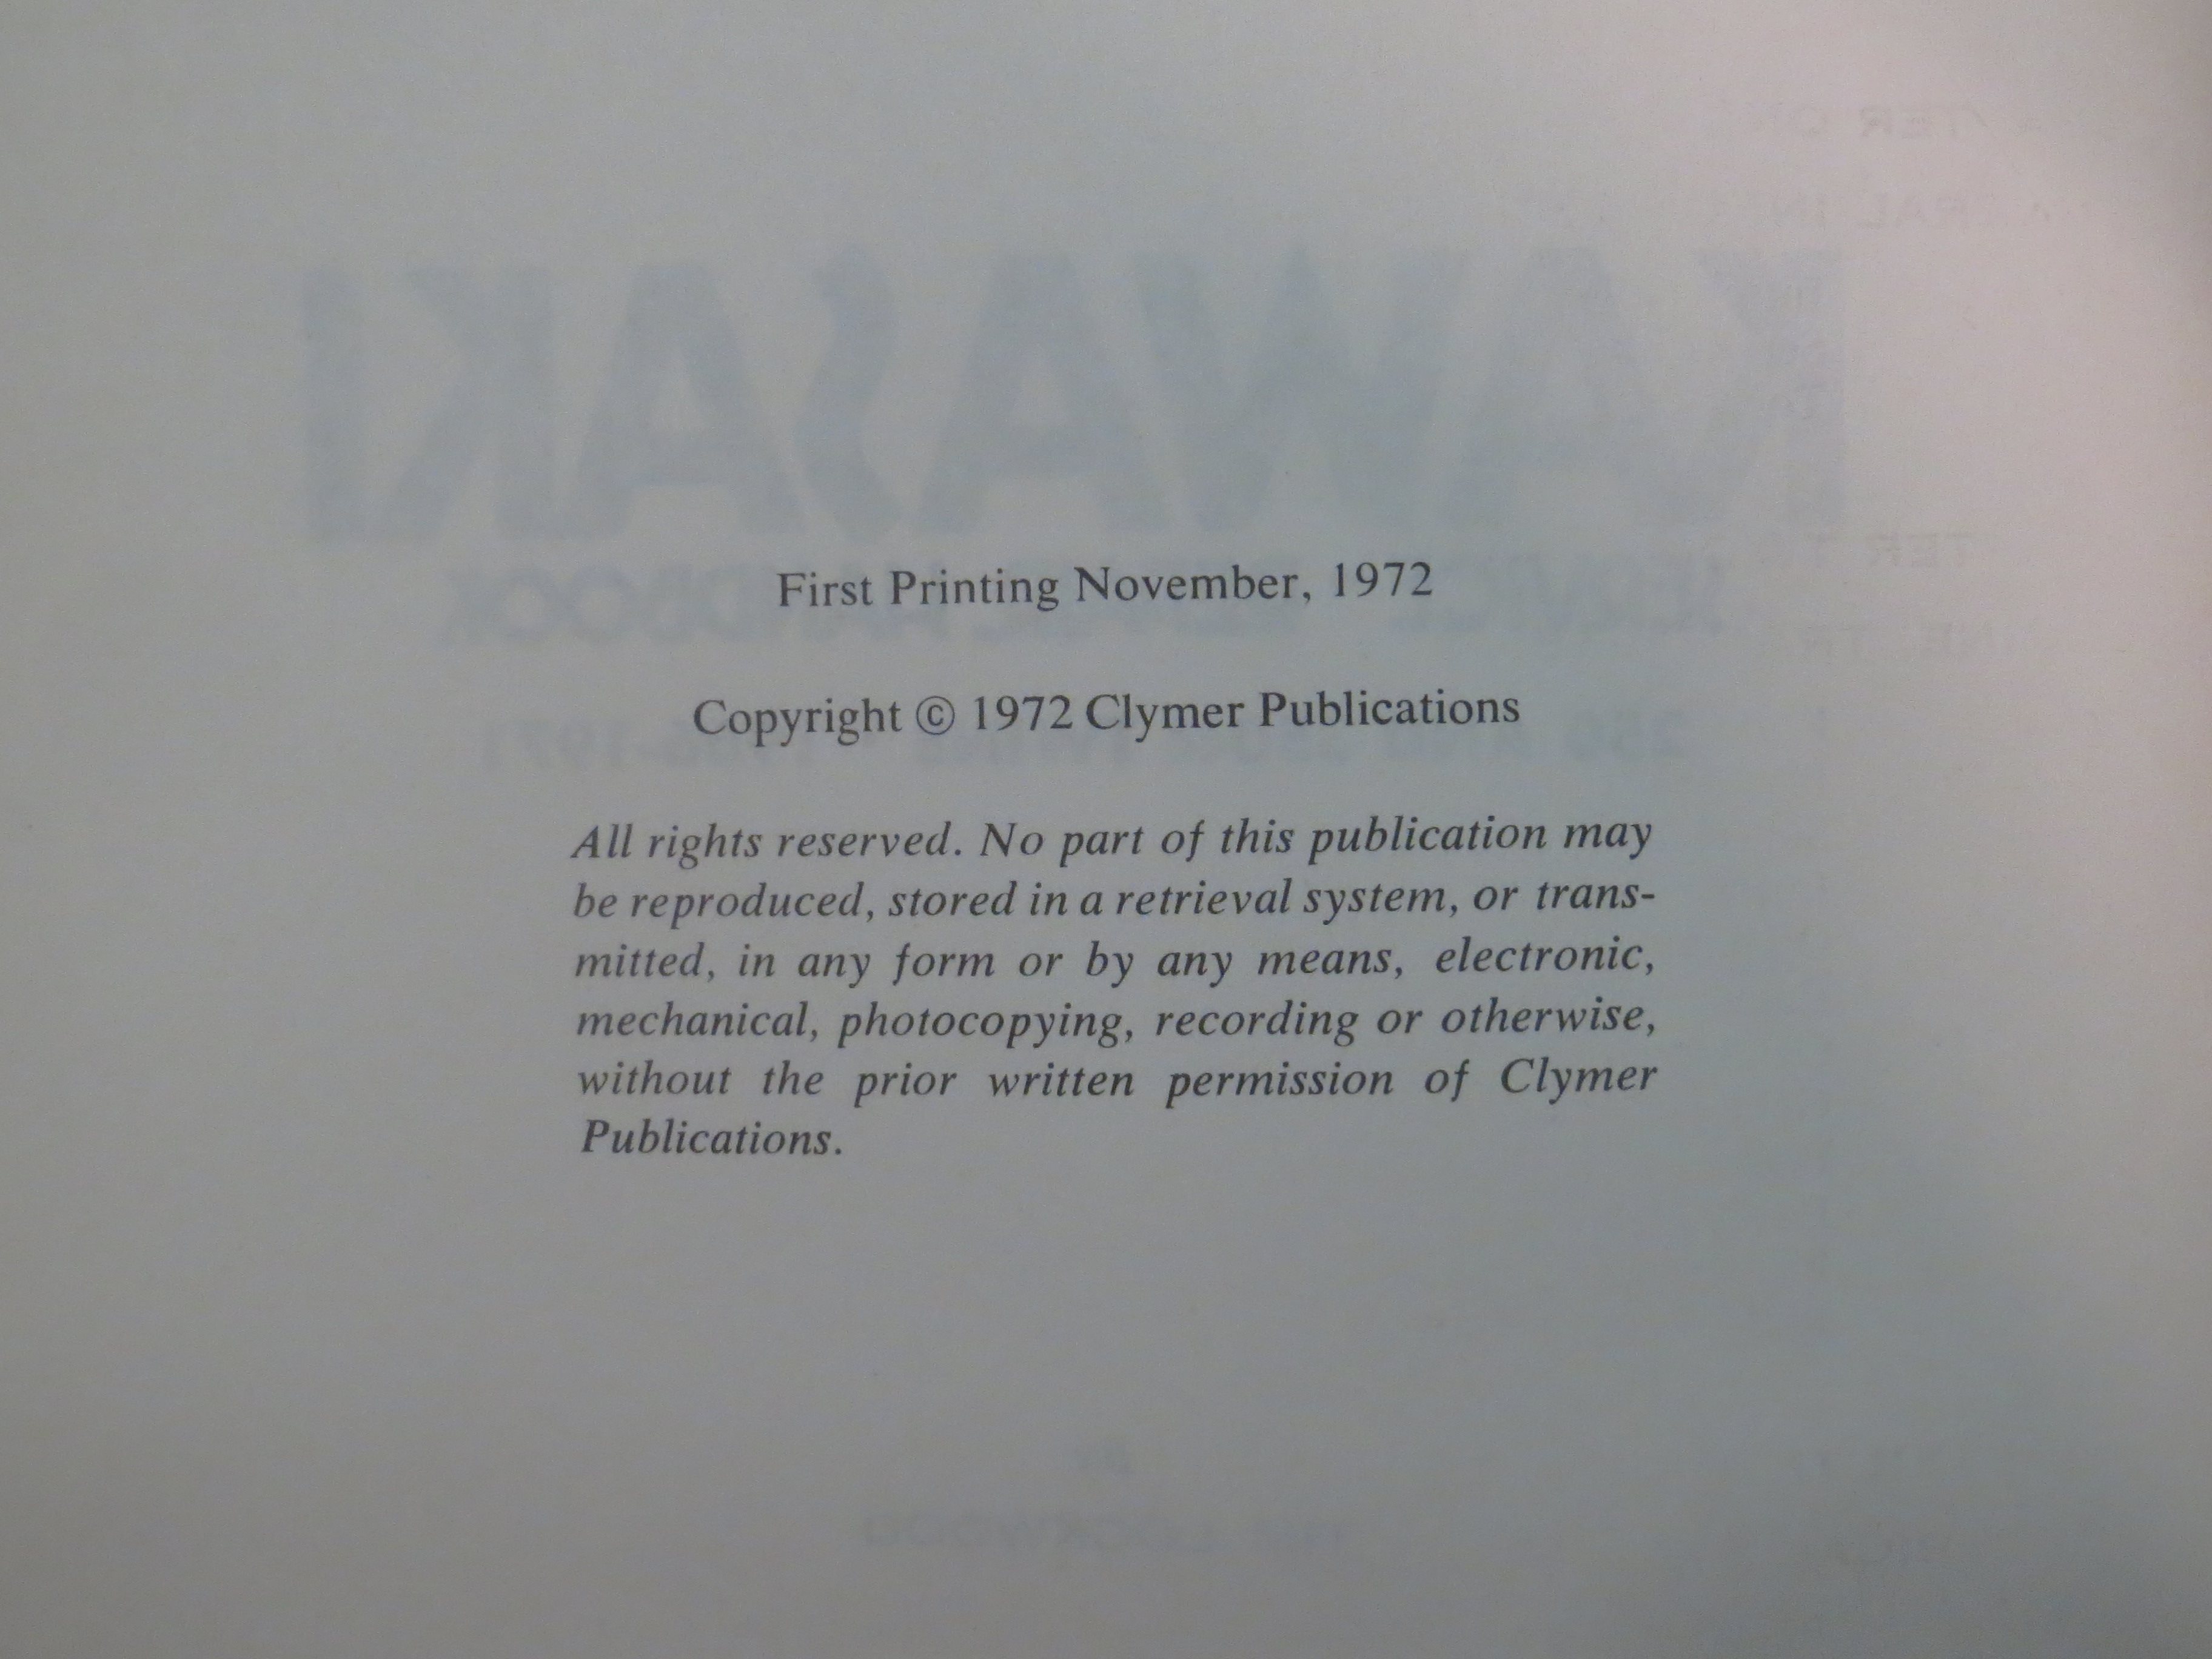 KAWASAKI
First Printing November, 1972
Copyright © 1972 Clymer Publications
All rights reserved. No part of this publication may
be reproduced, stored in a retrieval system, or trans-
mitted, in any form or by any means, electronic,
mechanical, photocopying, recording or otherwise,
without the prior written permission of Clymer
Publications.